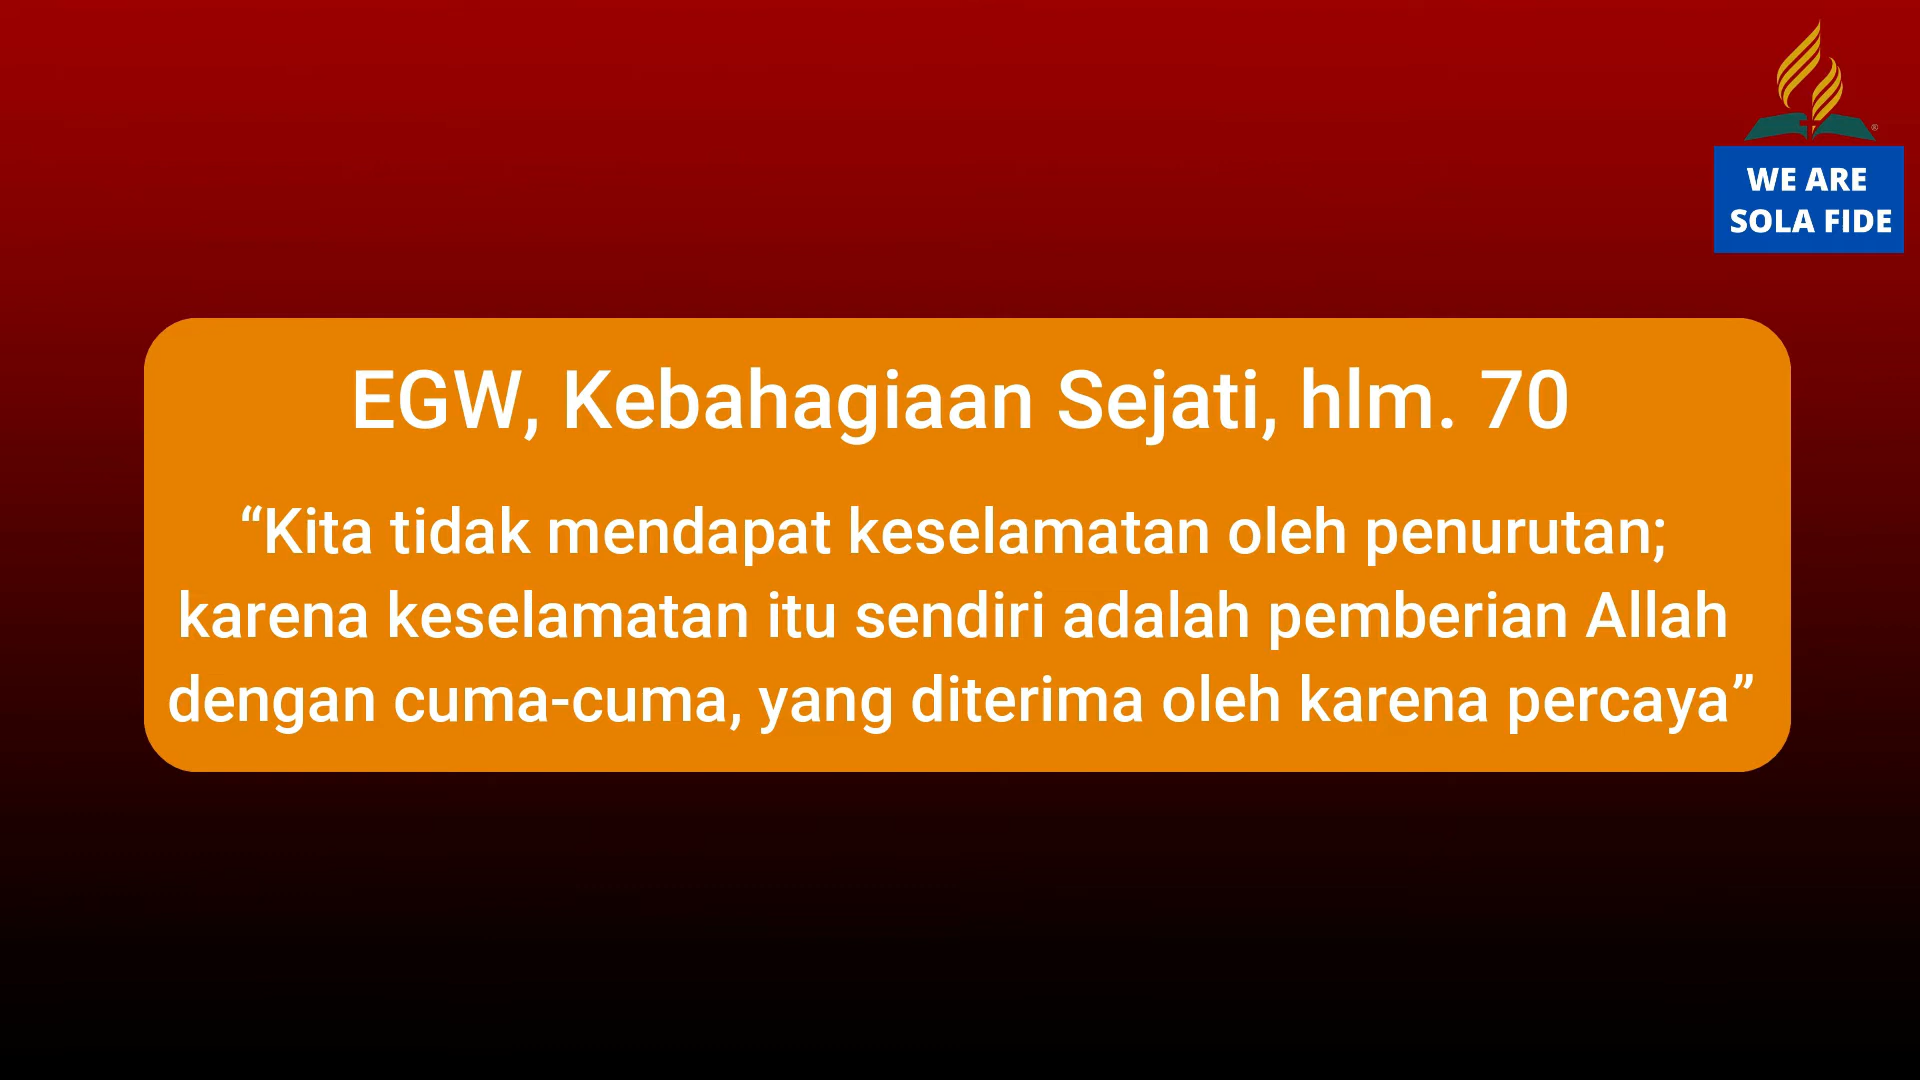 WE ARE
SOLA FIDE
EGW, Kebahagiaan Sejati, hlm. 70
“Kita tidak mendapat keselamatan oleh penurutan;
karena keselamatan itu sendiri adalah pemberian Allah
dengan cuma-cuma, yang diterima oleh karena percaya”